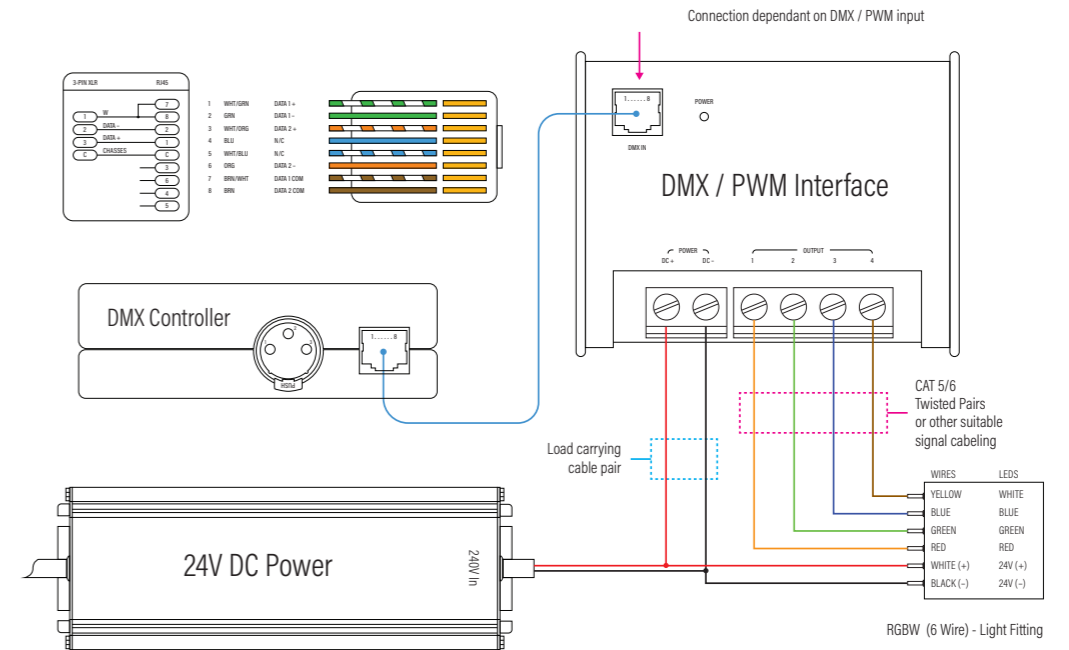 Connection dependant on DMX / PWM input
3-PIN XLR RJ45
7
1 W 8
2 DATA – 2
3 DATA + 1
C CHASSES C
3
6
4
5
1 WHT/GRN DATA 1 +
2 GRN DATA 1 –
3 WHT/ORG DATA 2 +
4 BLU N/C
5 WHT/BLU N/C
6 ORG DATA 2 –
7 BRN/WHT DATA 1 COM
8 BRN DATA 2 COM
1......8
DMX IN
POWER
DMX / PWM Interface
POWER
DC + DC –
OUTPUT
1 2 3 4
DMX Controller
PUSH
1......8
CAT 5/6
Twisted Pairs
or other suitable
signal cabeling
Load carrying
cable pair
24V DC Power
240V In
WIRES LEDS
YELLOW WHITE
BLUE BLUE
GREEN GREEN
RED RED
WHITE (+) 24V (+)
BLACK (–) 24V (–)
RGBW (6 Wire) - Light Fitting